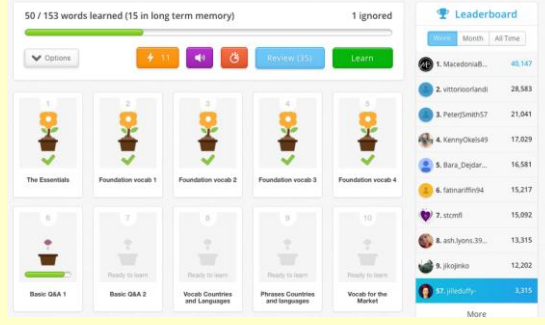 50 / 153 words learned (15 in long term memory)
1 ignored
Options
11
Review (35)
Learn
1
The Essentials
2
Foundation vocab 1
3
Foundation vocab 2
4
Foundation vocab 3
5
Foundation vocab 4
6
Basic Q&A 1
7
Ready to learn
Basic Q&A 2
8
Ready to learn
Vocab Countries
and Languages
9
Ready to learn
Phrases Countries
and languages
10
Ready to learn
Vocab for the
Market
Leaderboard
Week Month All Time
1. MacedoniaB... 40,147
2. vittorioorlandi 28,583
3. PeterJSmith57 21,041
4. KennyOkels49 17,029
5. Bara_Dejdar... 16,581
6. fatinariffin94 15,217
7. stcmfi 15,092
8. ash.lyons.39... 13,315
9. jikojinko 12,202
57. jilleduffy- 3,315
More